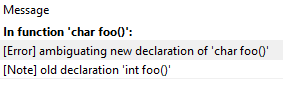 Message
In function 'char foo()':
[Error] ambiguating new declaration of 'char foo()'
[Note] old declaration 'int foo()'